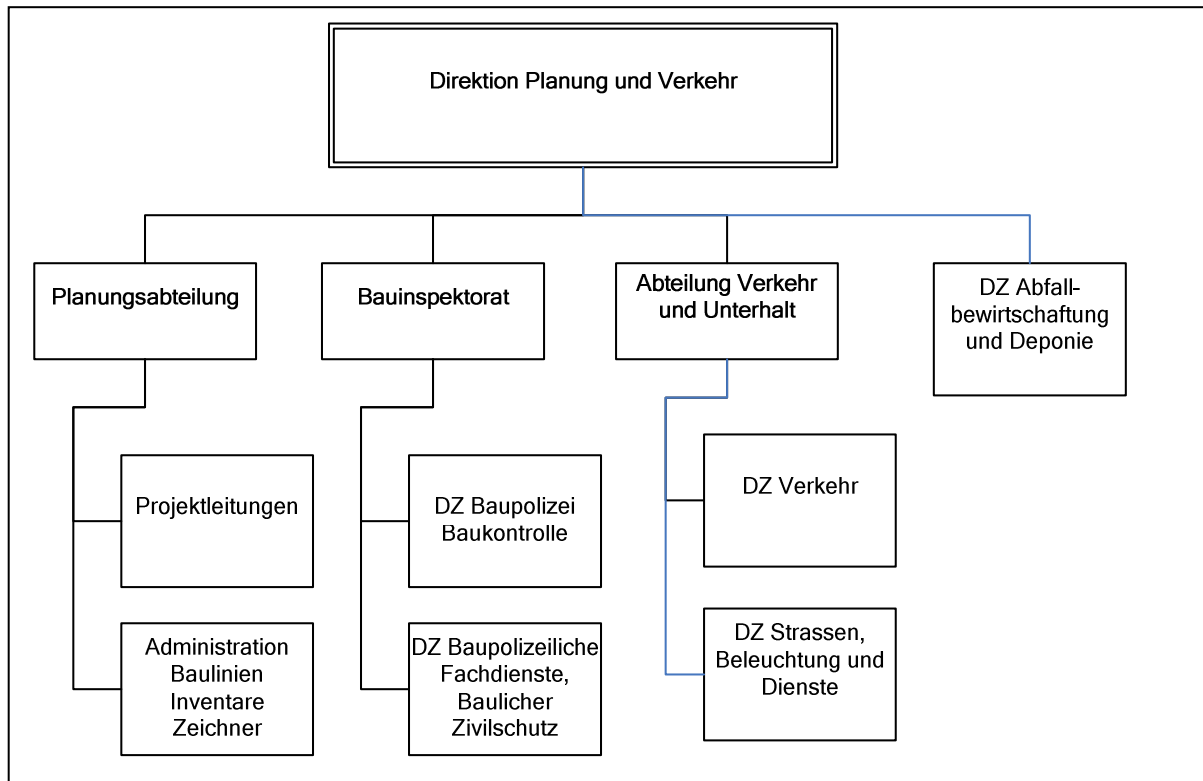 Direktion Planung und Verkehr
Planungsabteilung
Bauinspektorat
Abteilung Verkehr
und Unterhalt
DZ Abfall-
bewirtschaftung
und Deponie
Projektleitungen
DZ Baupolizei
Baukontrolle
DZ Verkehr
Administration
Baulinien
Inventare
Zeichner
DZ Baupolizeiliche
Fachdienste,
Baulicher
Zivilschutz
DZ Strassen,
Beleuchtung und
Dienste